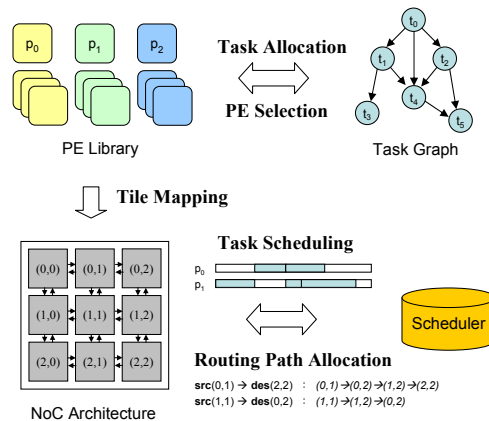 p0
p1
p2
PE Library
Task Allocation
PE Selection
t0
t1
t2
t3
t4
t5
Task Graph
Tile Mapping
(0,0)
(0,1)
(0,2)
(1,0)
(1,1)
(1,2)
(2,0)
(2,1)
(2,2)
NoC Architecture
Task Scheduling
p0
p1
Scheduler
Routing Path Allocation
src(0,1) → des(2,2) : (0,1)→(0,2)→(1,2)→(2,2)
src(1,1) → des(0,2) : (1,1)→(1,2)→(0,2)